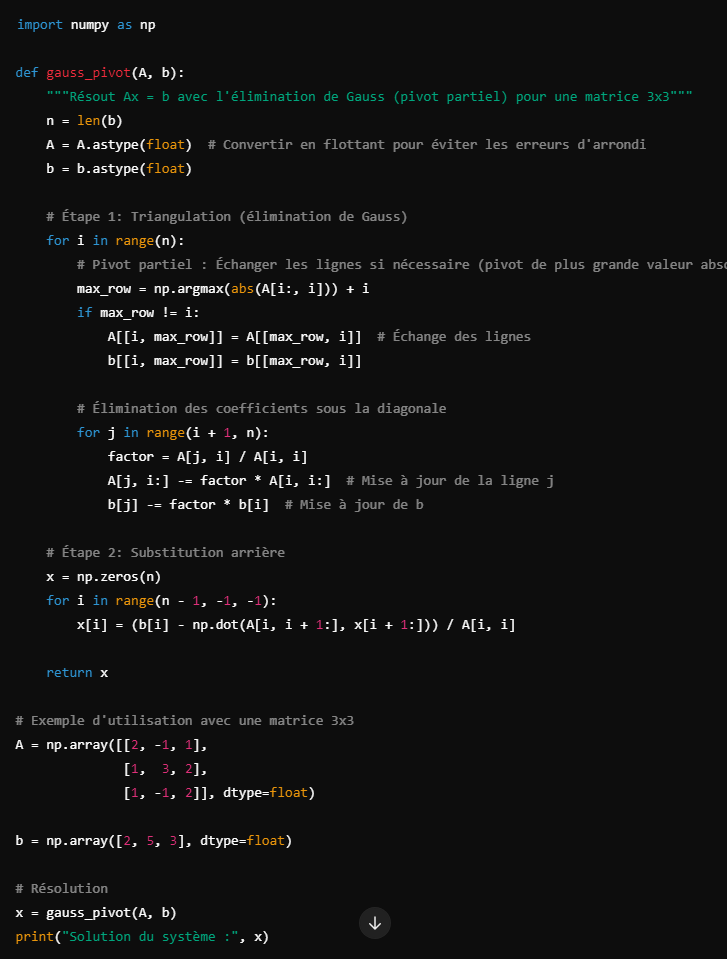 import numpy as np
def gauss_pivot(A, b):
    """Résout Ax = b avec l'élimination de Gauss (pivot partiel) pour une matrice 3x3"""
    n = len(b)
    A = A.astype(float)  # Convertir en flottant pour éviter les erreurs d'arrondi
    b = b.astype(float)
    # Étape 1: Triangulation (élimination de Gauss)
    for i in range(n):
        # Pivot partiel : Échanger les lignes si nécessaire (pivot de plus grande valeur
        max_row = np.argmax(abs(A[i:, i])) + i
        if max_row != i:
            A[[i, max_row]] = A[[max_row, i]]  # Échange des lignes
            b[[i, max_row]] = b[[max_row, i]]
        # Élimination des coefficients sous la diagonale
        for j in range(i + 1, n):
            factor = A[j, i] / A[i, i]
            A[j, i:] -= factor * A[i, i:]  # Mise à jour de la ligne j
            b[j] -= factor * b[i]  # Mise à jour de b
    # Étape 2: Substitution arrière
    x = np.zeros(n)
    for i in range(n - 1, -1, -1):
        x[i] = (b[i] - np.dot(A[i, i + 1:], x[i + 1:])) / A[i, i]
    return x
# Exemple d'utilisation avec une matrice 3x3
A = np.array([[2, -1, 1],
              [1,  3, 2],
              [1, -1, 2]], dtype=float)
b = np.array([2, 5, 3], dtype=float)
# Résolution
x = gauss_pivot(A, b)
print("Solution du système :", x)